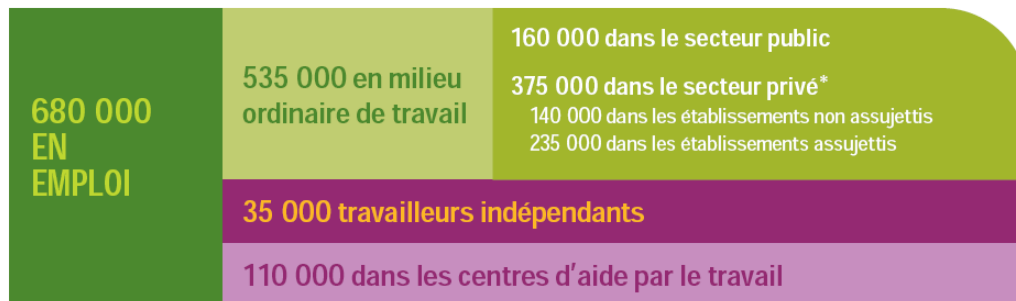 680 000
EN
EMPLOI
535 000 en milieu
ordinaire de travail
160 000 dans le secteur public
375 000 dans le secteur privé*
140 000 dans les établissements non assujettis
235 000 dans les établissements assujettis
35 000 travailleurs indépendants
110 000 dans les centres d'aide par le travail